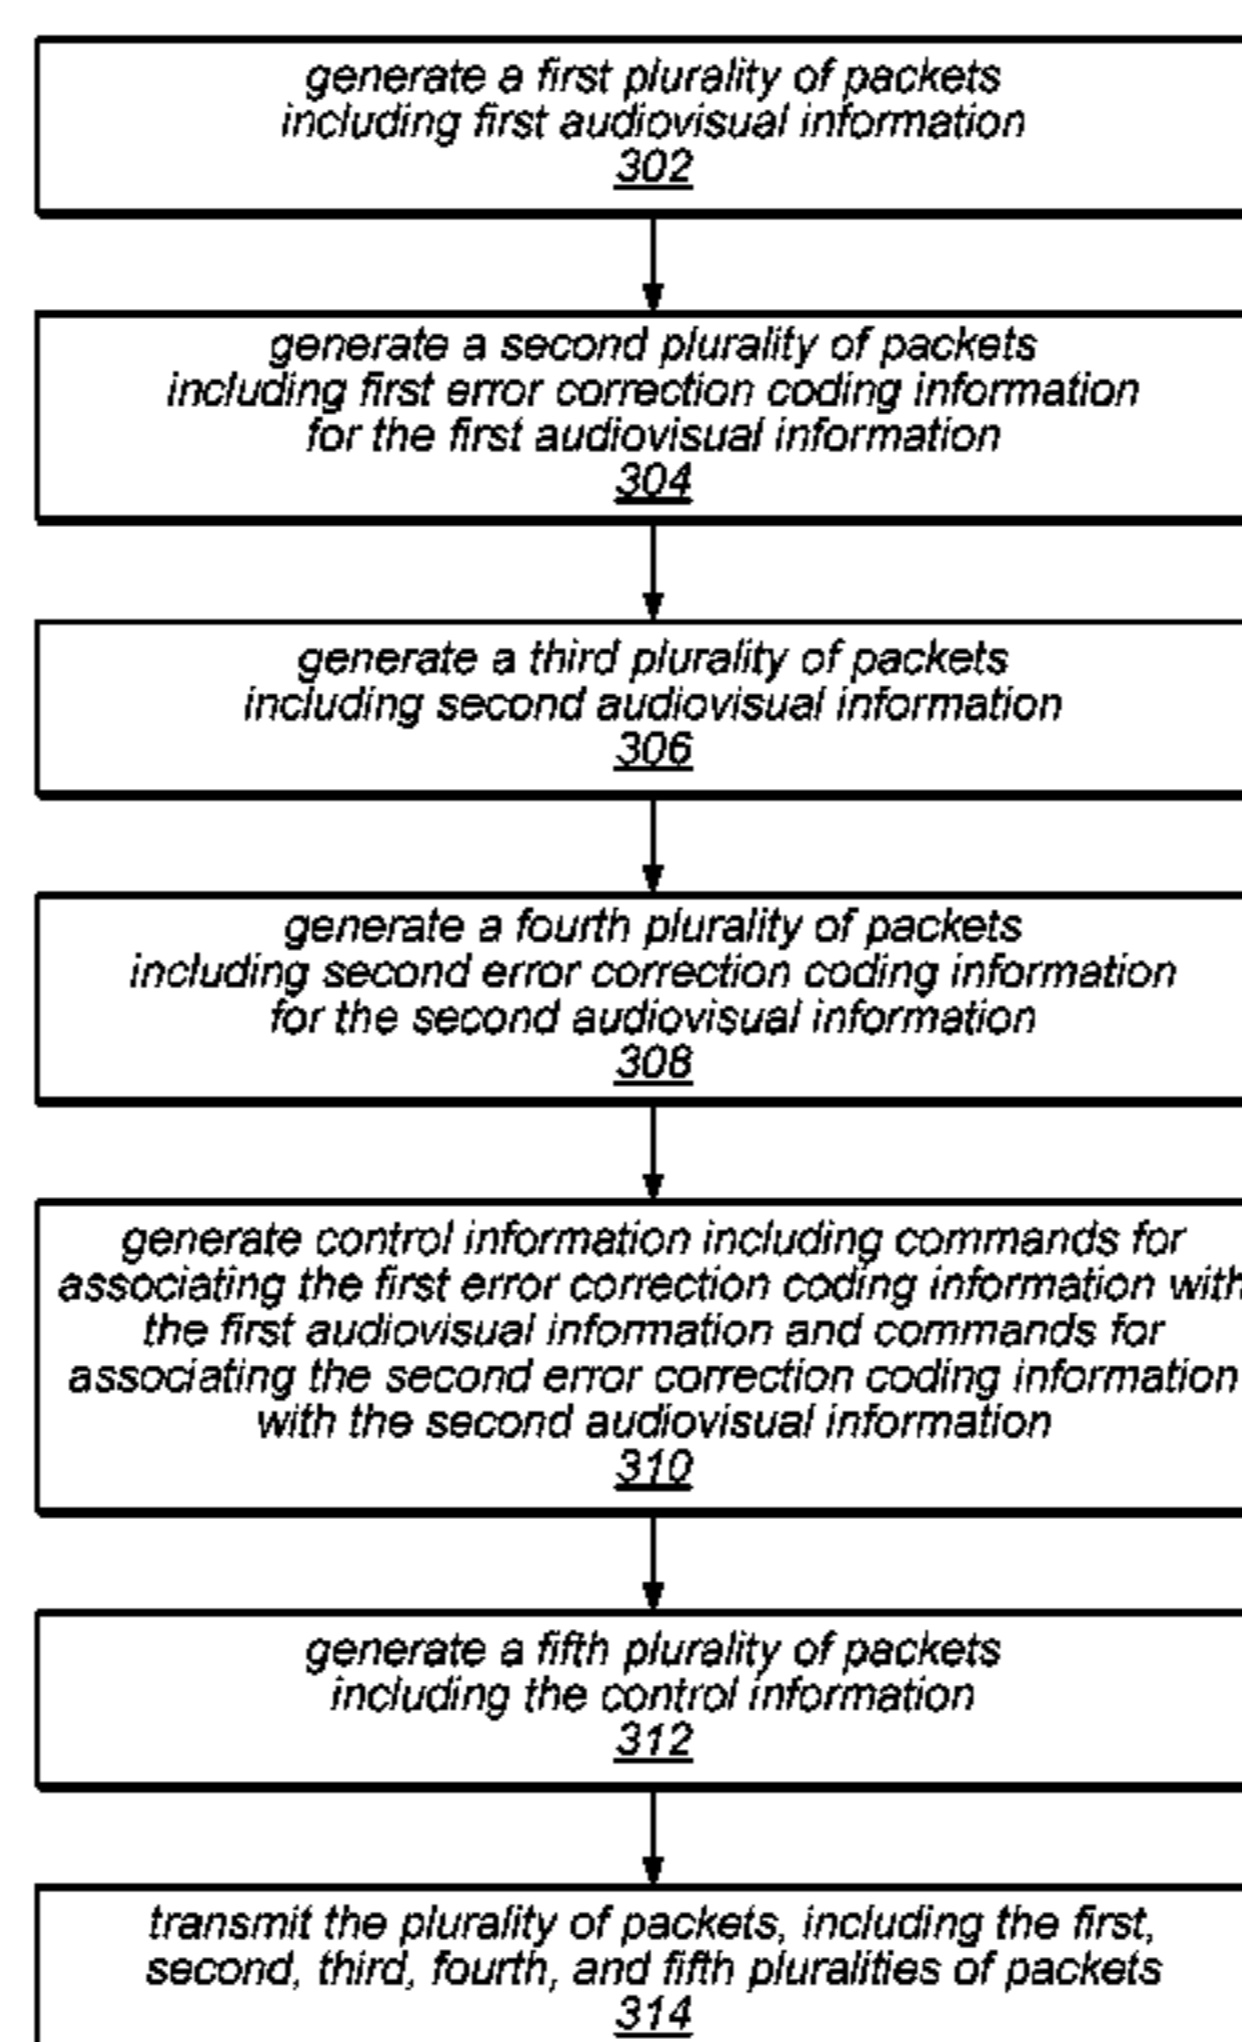 generate a first plurality of packets
including first audiovisual information
302
generate a second plurality of packets
including first error correction coding information
for the first audiovisual information
304
generate a third plurality of packets
including second audiovisual information
306
generate a fourth plurality of packets
including second error correction coding information
for the second audiovisual information
308
generate control information including commands for
associating the first error correction coding information with
the first audiovisual information and commands for
associating the second error correction coding information
with the second audiovisual information
310
generate a fifth plurality of packets
including the control information
312
transmit the plurality of packets, including the first,
second, third, fourth, and fifth pluralities of packets
314